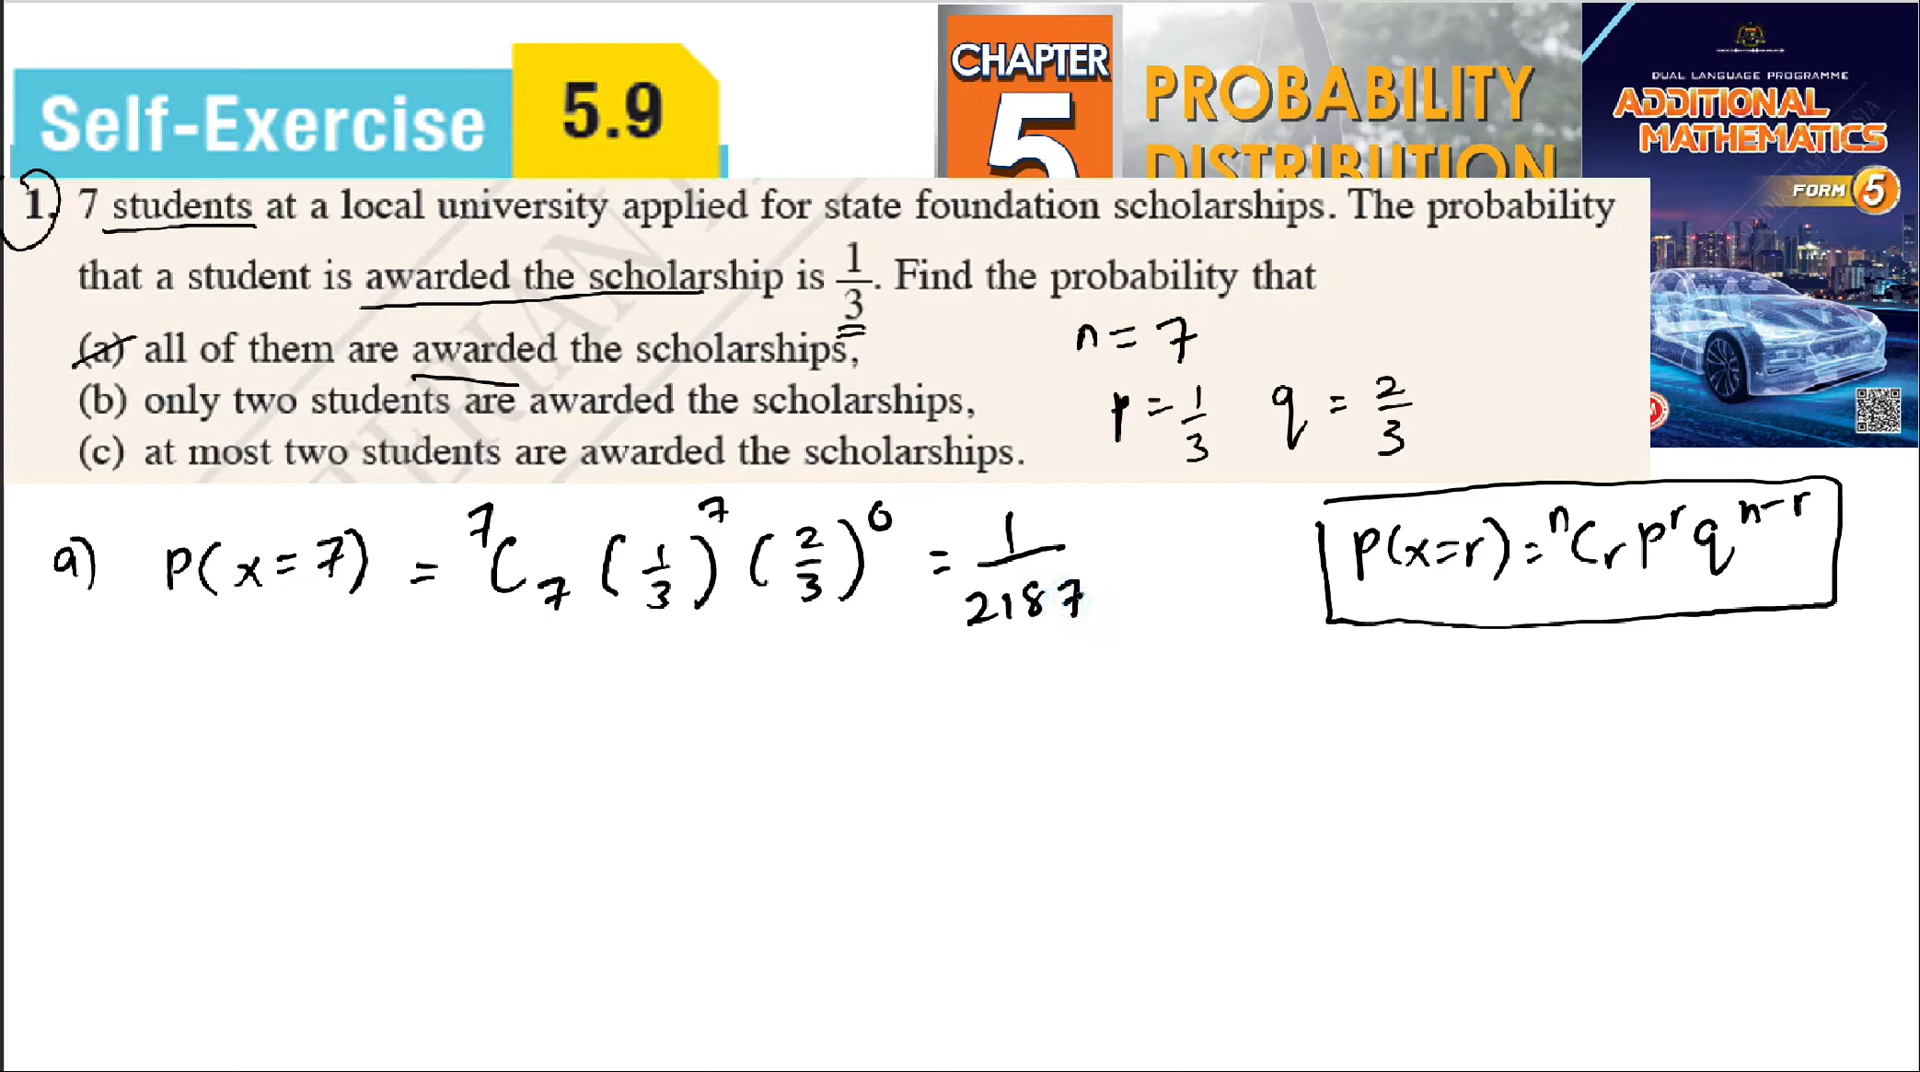 Self-Exercise 5.9
CHAPTER
5
PROBABILITY
DISTRIBUTION
DUAL LANGUAGE PROGRAMME
ADDITIONAL
MATHEMATICS
FORM 5
1. 7 students at a local university applied for state foundation scholarships. The probability
that a student is awarded the scholarship is 1/3. Find the probability that
(a) all of them are awarded the scholarships,
(b) only two students are awarded the scholarships,
(c) at most two students are awarded the scholarships.
n = 7
p = 1/3 q = 2/3
a) P(x = 7) = ⁷C₇ (1/3)⁷ (2/3)⁰ = 1/2187
P(x=r) = ⁿCᵣ pʳ qⁿ⁻ʳ